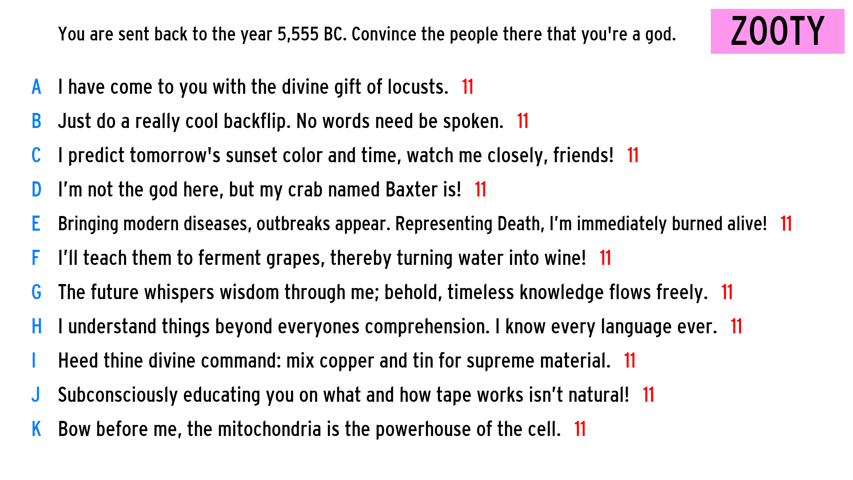 You are sent back to the year 5,555 BC. Convince the people there that you're a god. ZOOTY
A I have come to you with the divine gift of locusts. 11
B Just do a really cool backflip. No words need be spoken. 11
C I predict tomorrow's sunset color and time, watch me closely, friends! 11
D I’m not the god here, but my crab named Baxter is! 11
E Bringing modern diseases, outbreaks appear. Representing Death, I’m immediately burned alive! 11
F I’ll teach them to ferment grapes, thereby turning water into wine! 11
G The future whispers wisdom through me; behold, timeless knowledge flows freely. 11
H I understand things beyond everyones comprehension. I know every language ever. 11
I Heed thine divine command: mix copper and tin for supreme material. 11
J Subconsciously educating you on what and how tape works isn’t natural! 11
K Bow before me, the mitochondria is the powerhouse of the cell. 11